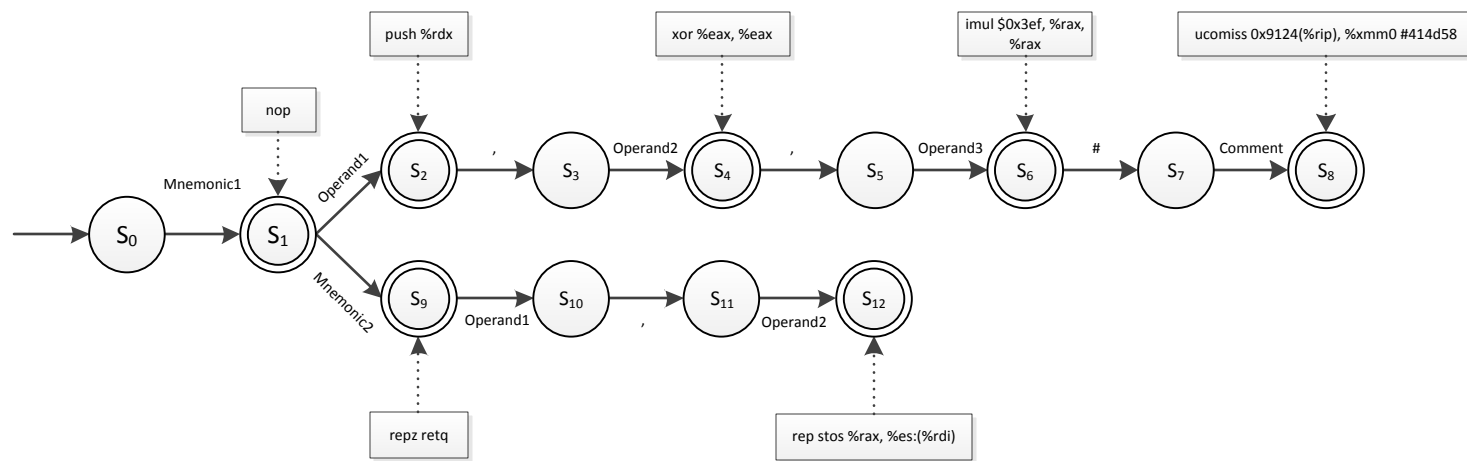 push %rdx
xor %eax, %eax
imul $0x3ef, %rax,
%rax
ucomiss 0x9124(%rip), %xmm0 #414d58
nop
Mnemonic1
Operand1
,
Operand2
,
Operand3
#
Comment
S0
S1
S2
S3
S4
S5
S6
S7
S8
Mnemonic2
S9
S10
S11
S12
Operand1
,
Operand2
repz retq
rep stos %rax, %es:(%rdi)